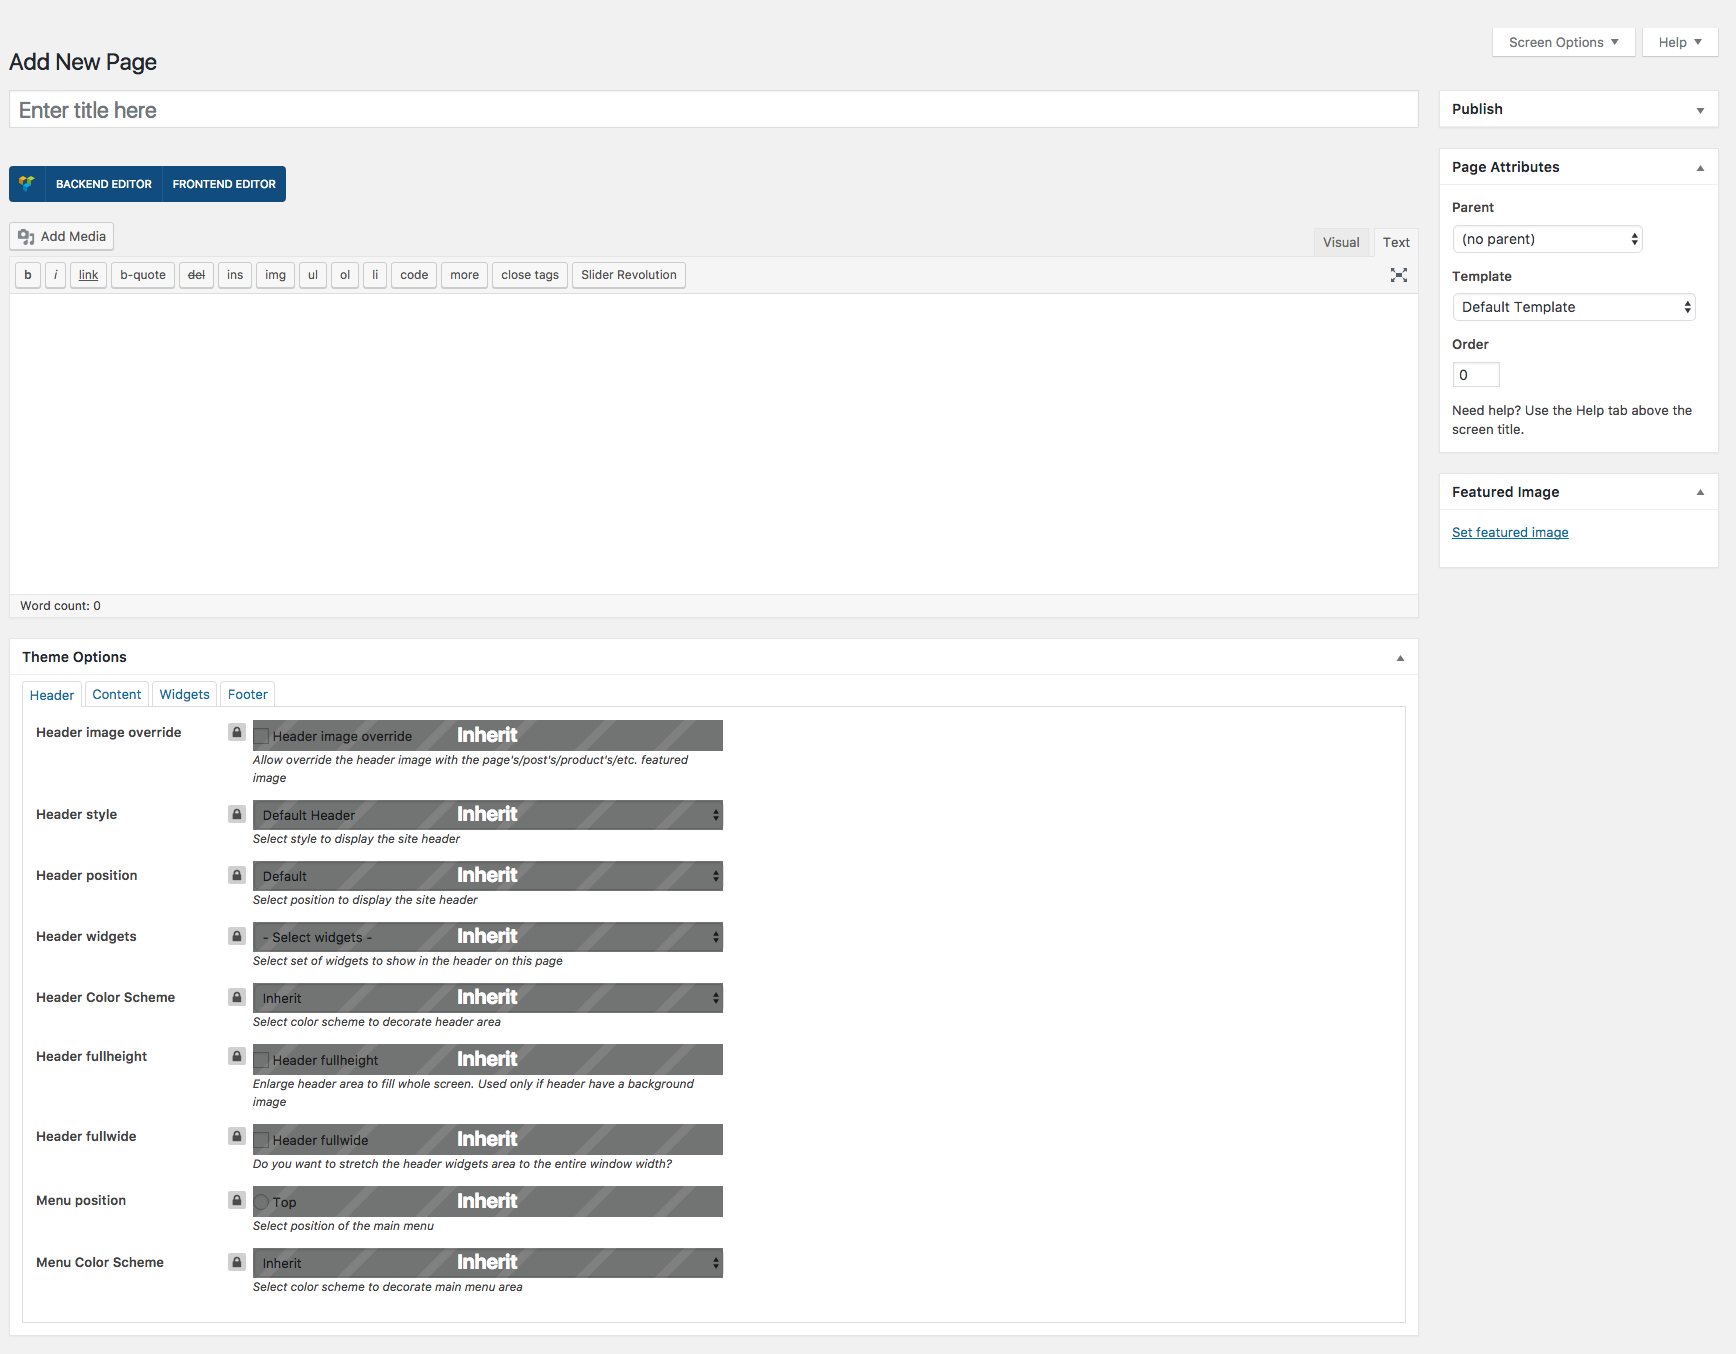 Screen Options
Help
Add New Page
Enter title here
BACKEND EDITOR
FRONTEND EDITOR
Add Media
Visual
Text
b
i
link
b-quote
del
ins
img
ul
ol
li
code
more
close tags
Slider Revolution
Word count: 0
Publish
Page Attributes
Parent
(no parent)
Template
Default Template
Order
0
Need help? Use the Help tab above the
screen title.
Featured Image
Set featured image
Theme Options
Header
Content
Widgets
Footer
Header image override
Header image override
Inherit
Allow override the header image with the page's/post's/product's/etc. featured
image
Header style
Default Header
Inherit
Select style to display the site header
Header position
Default
Inherit
Select position to display the site header
Header widgets
- Select widgets -
Inherit
Select set of widgets to show in the header on this page
Header Color Scheme
Inherit
Inherit
Select color scheme to decorate header area
Header fullheight
Header fullheight
Inherit
Enlarge header area to fill whole screen. Used only if header have a background
image
Header fullwide
Header fullwide
Inherit
Do you want to stretch the header widgets area to the entire window width?
Menu position
Top
Inherit
Select position of the main menu
Menu Color Scheme
Inherit
Inherit
Select color scheme to decorate main menu area